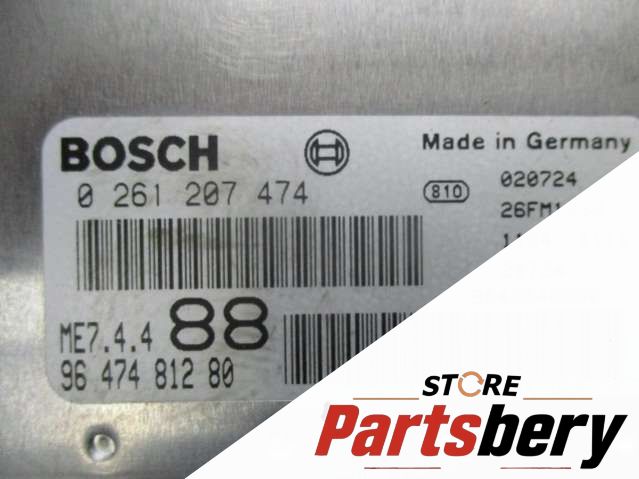 BOSCH
Made in Germany
0 261 207 474
810
020724
ME7.4.4 88
96 474 812 80
STORE
Partsbery